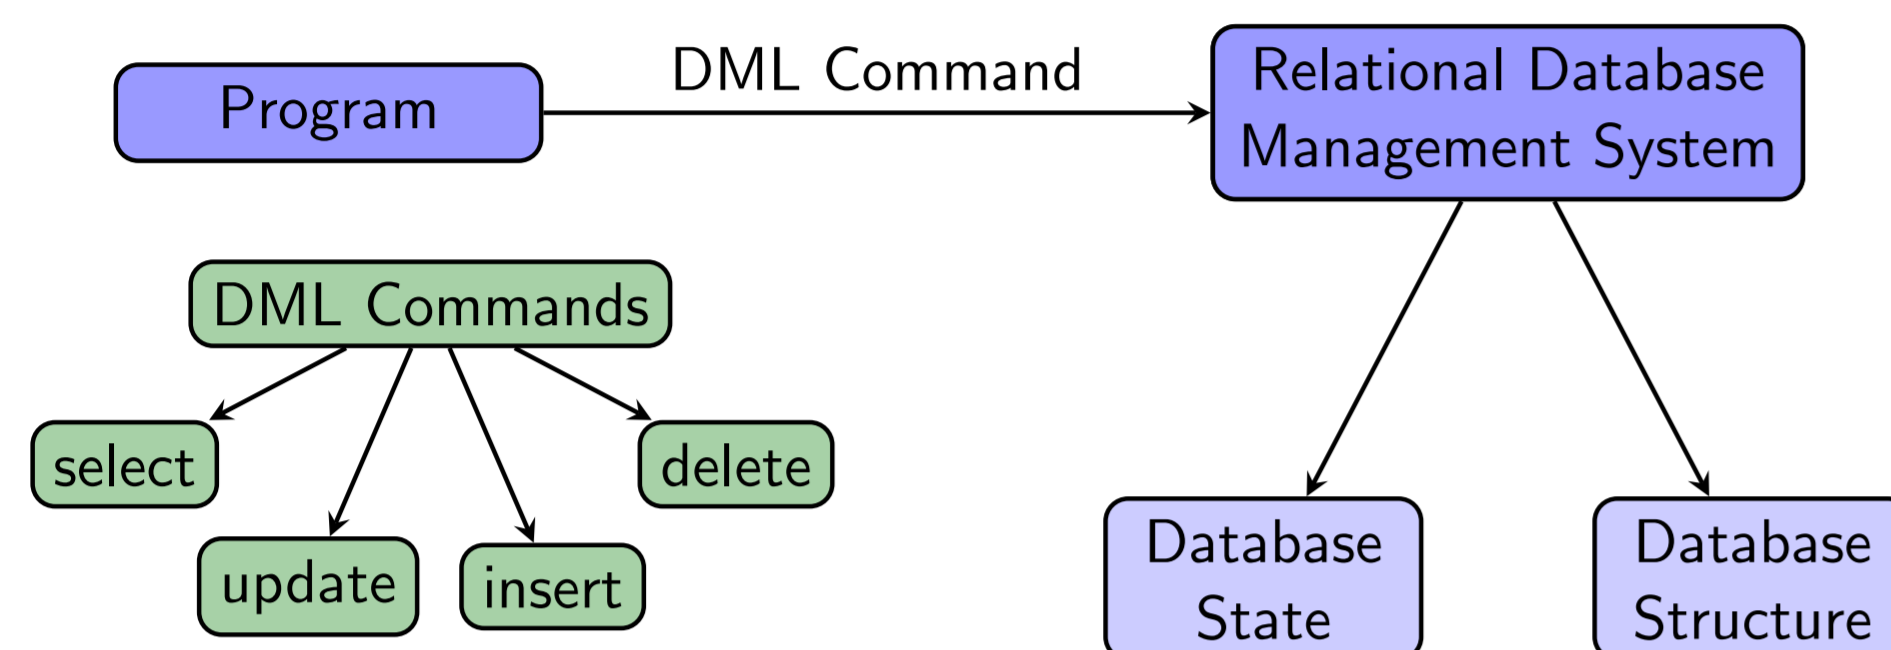 Program
DML Command
Relational Database
Management System
DML Commands
select
update
insert
delete
Database
State
Database
Structure